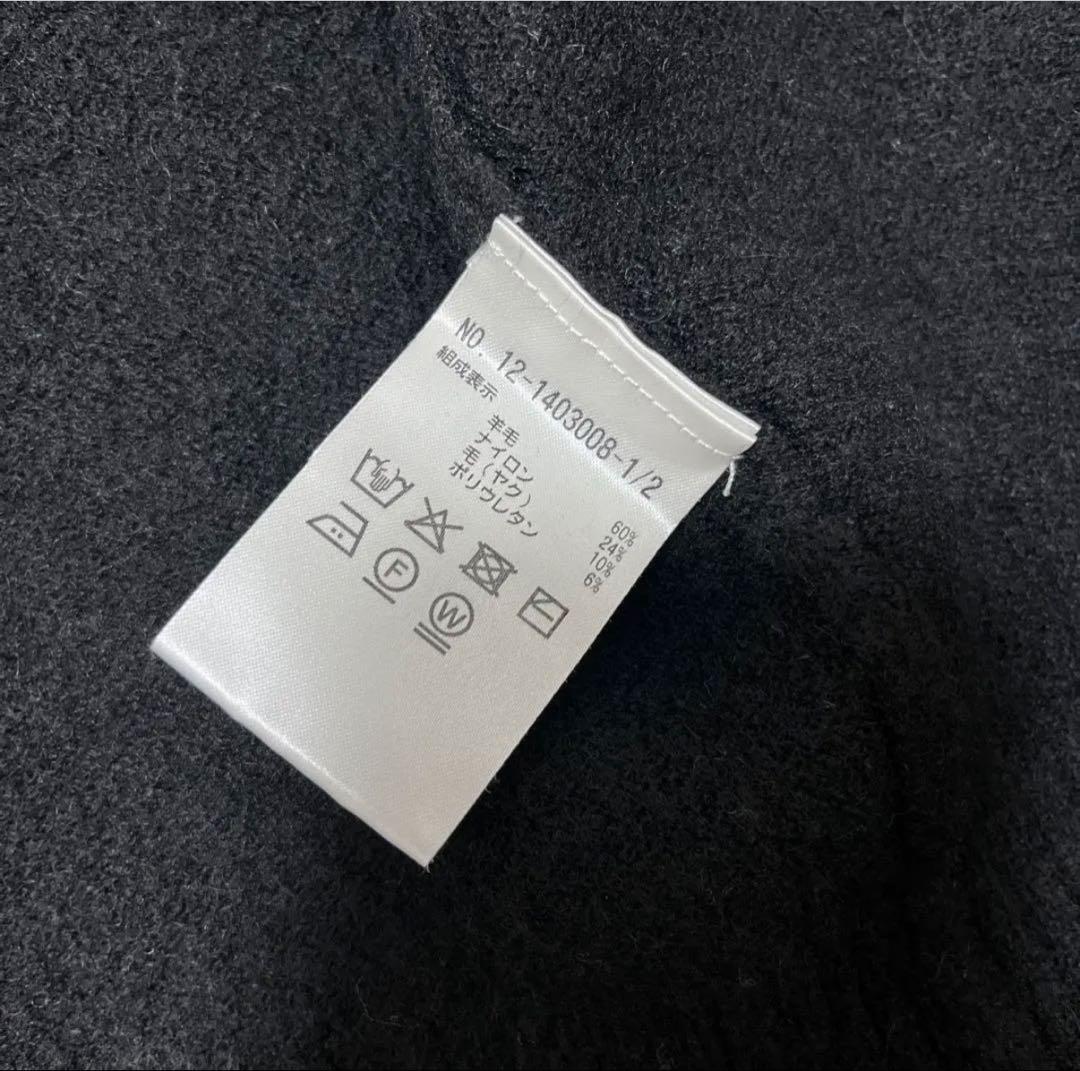 NO. 12-1403008-1/2
組成表示
羊毛 60%
ナイロン 24%
毛(ヤク) 10%
ポリウレタン 6%
F
W